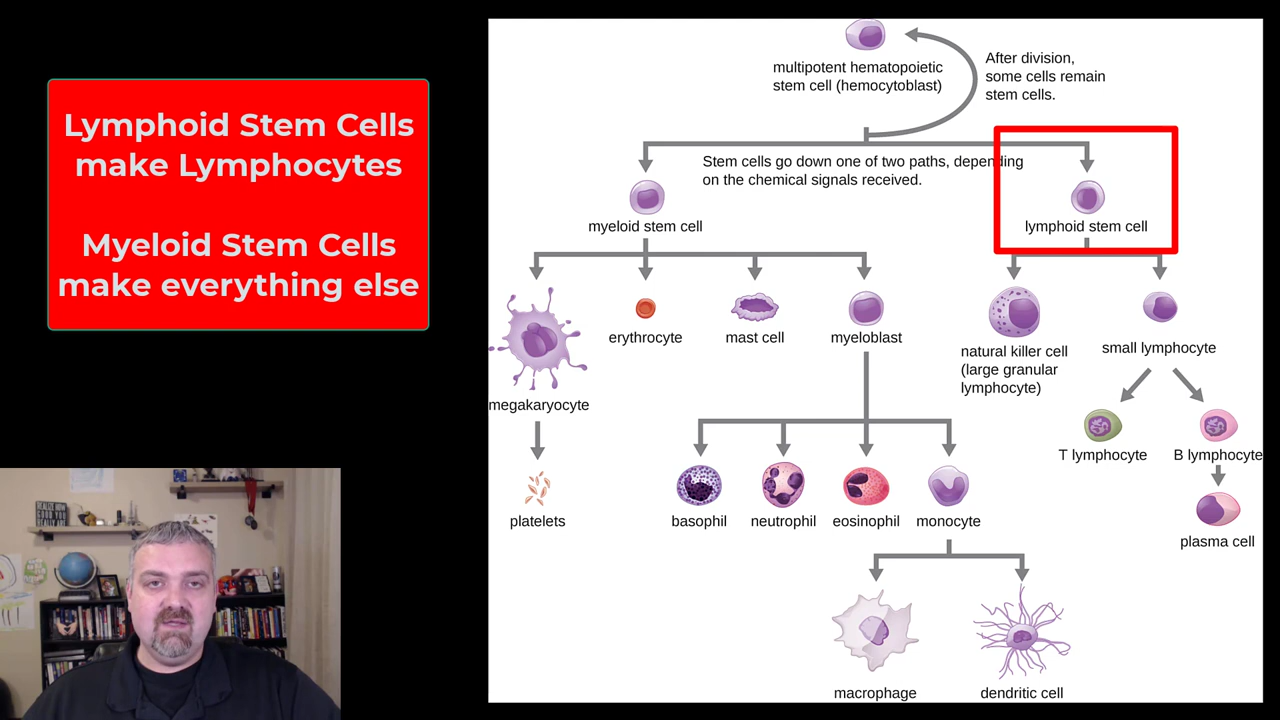 Lymphoid Stem Cells
make Lymphocytes
Myeloid Stem Cells
make everything else
multipotent hematopoietic
stem cell (hemocytoblast)
After division,
some cells remain
stem cells.
Stem cells go down one of two paths, depending
on the chemical signals received.
myeloid stem cell
lymphoid stem cell
megakaryocyte
erythrocyte
mast cell
myeloblast
natural killer cell
(large granular
lymphocyte)
small lymphocyte
T lymphocyte
B lymphocyte
platelets
basophil
neutrophil
eosinophil
monocyte
plasma cell
macrophage
dendritic cell